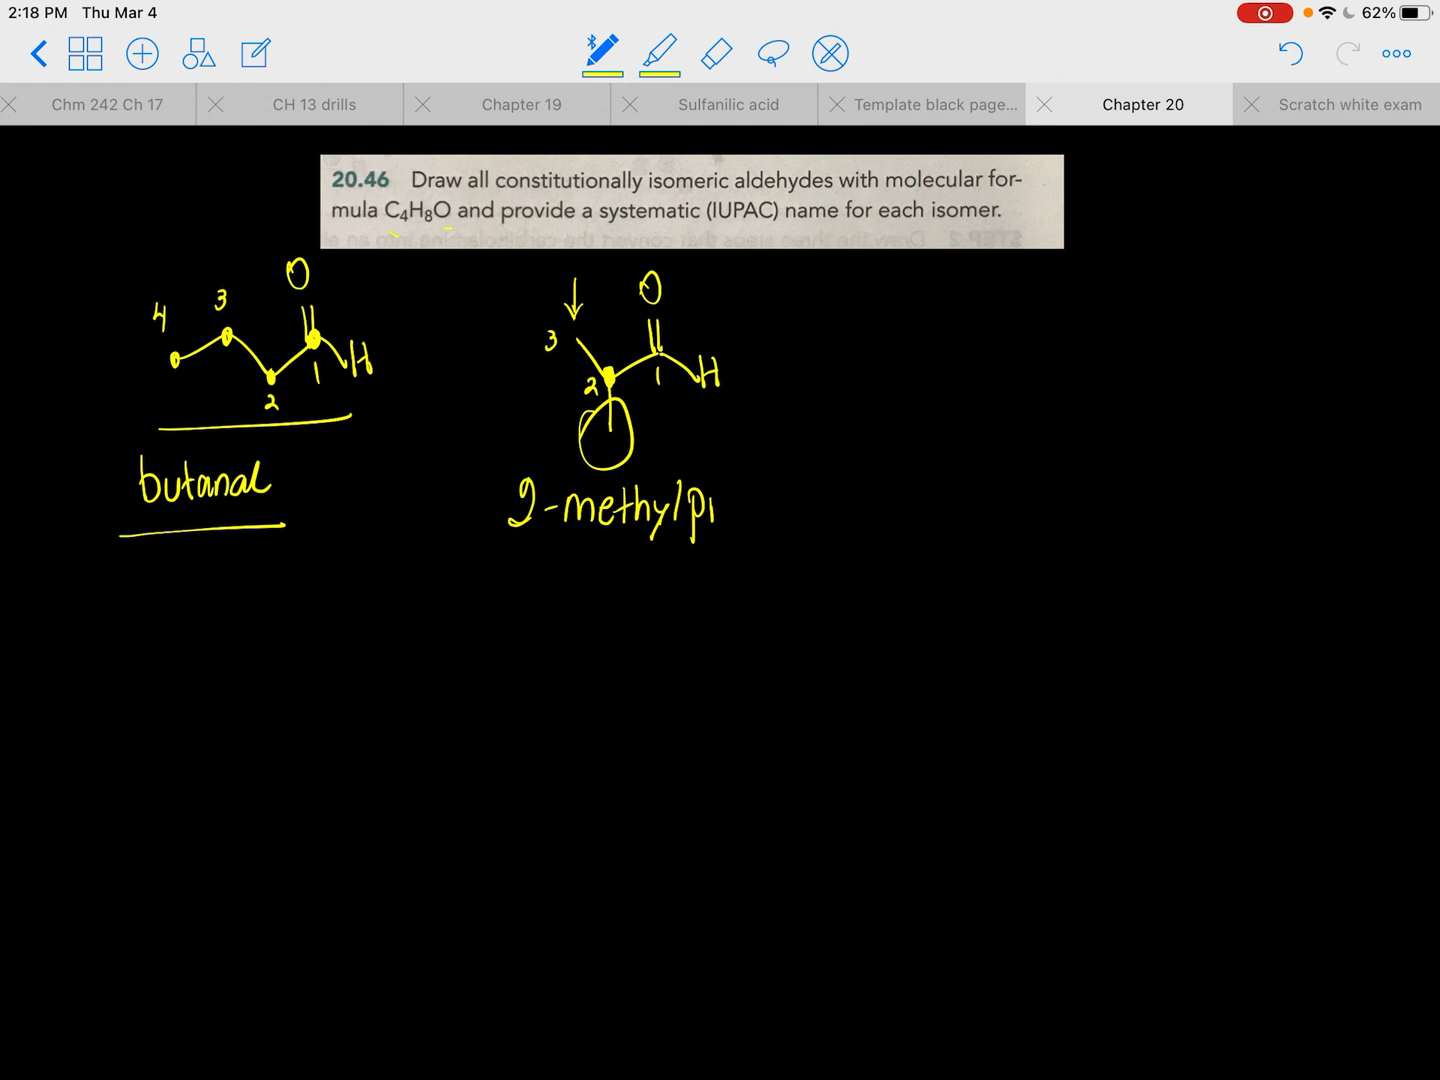 2:18 PM Thu Mar 4
62%
Chm 242 Ch 17
CH 13 drills
Chapter 19
Sulfanilic acid
Template black page...
Chapter 20
Scratch white exam
20.46 Draw all constitutionally isomeric aldehydes with molecular for-
mula C₄H₈O and provide a systematic (IUPAC) name for each isomer.
O
4 3
1 H
2
butanal
O
3
2 1 H
2-methylp